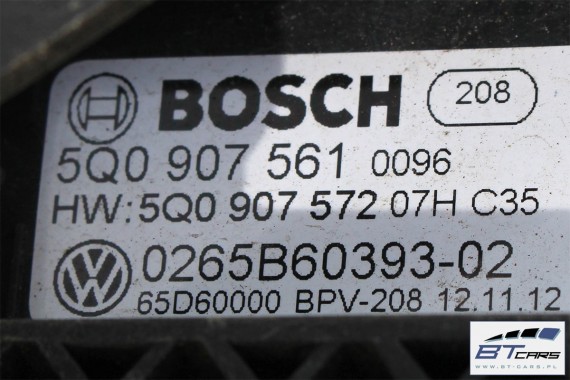 BOSCH 208
5Q0 907 561 0096
HW: 5Q0 907 572 07H C35
0265B60393-02
65D60000 BPV-208 12.11.12
BTCARS
WWW.BT-CARS.PL